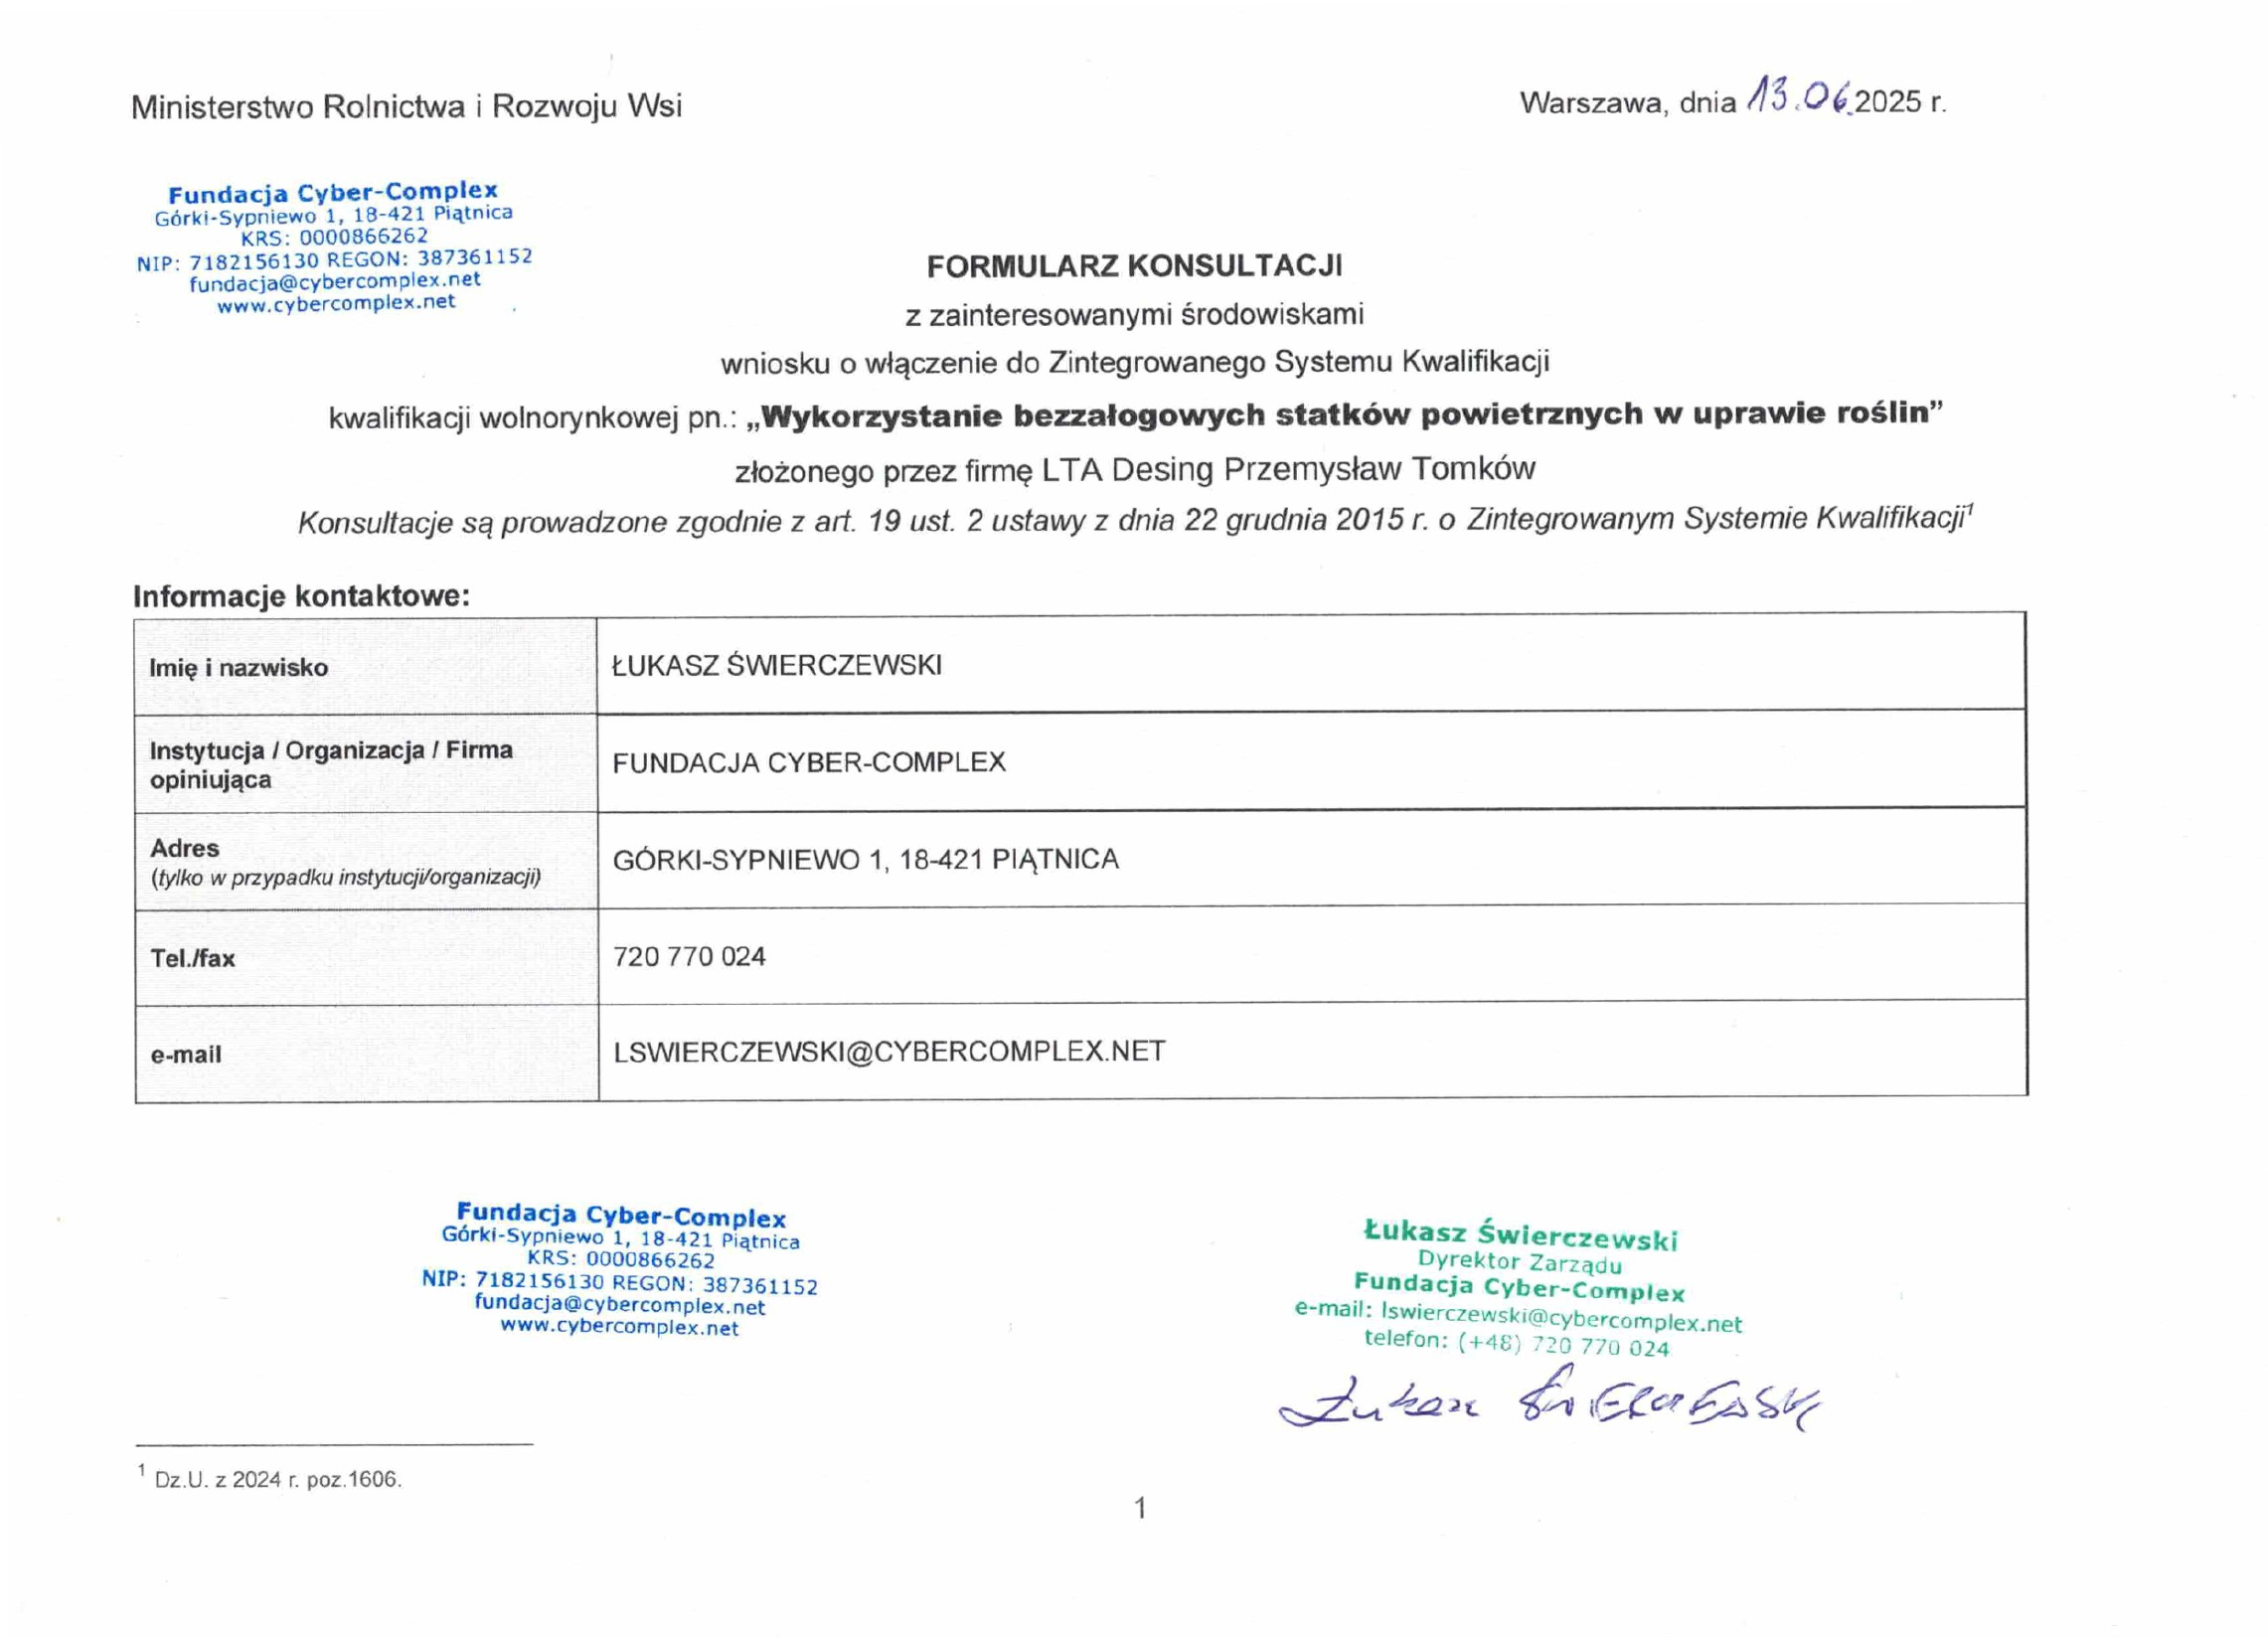 Ministerstwo Rolnictwa i Rozwoju Wsi
Warszawa, dnia 13.06.2025 r.
Fundacja Cyber-Complex
Górki-Sypniewo 1, 18-421 Piątnica
KRS: 0000866262
NIP: 7182156130 REGON: 387361152
fundacja@cybercomplex.net
www.cybercomplex.net
FORMULARZ KONSULTACJI
z zainteresowanymi środowiskami
wniosku o włączenie do Zintegrowanego Systemu Kwalifikacji
kwalifikacji wolnorynkowej pn.: „Wykorzystanie bezzałogowych statków powietrznych w uprawie roślin”
złożonego przez firmę LTA Desing Przemysław Tomków
Konsultacje są prowadzone zgodnie z art. 19 ust. 2 ustawy z dnia 22 grudnia 2015 r. o Zintegrowanym Systemie Kwalifikacji¹
Informacje kontaktowe:
Imię i nazwisko
ŁUKASZ ŚWIERCZEWSKI
Instytucja / Organizacja / Firma
opiniująca
FUNDACJA CYBER-COMPLEX
Adres
(tylko w przypadku instytucji/organizacji)
GÓRKI-SYPNIEWO 1, 18-421 PIĄTNICA
Tel./fax
720 770 024
e-mail
LSWIERCZEWSKI@CYBERCOMPLEX.NET
Fundacja Cyber-Complex
Górki-Sypniewo 1, 18-421 Piątnica
KRS: 0000866262
NIP: 7182156130 REGON: 387361152
fundacja@cybercomplex.net
www.cybercomplex.net
Łukasz Świerczewski
Dyrektor Zarządu
Fundacja Cyber-Complex
e-mail: lswierczewski@cybercomplex.net
telefon: (+48) 720 770 024
Łukasz Świerczewski
¹ Dz.U. z 2024 r. poz.1606.
1